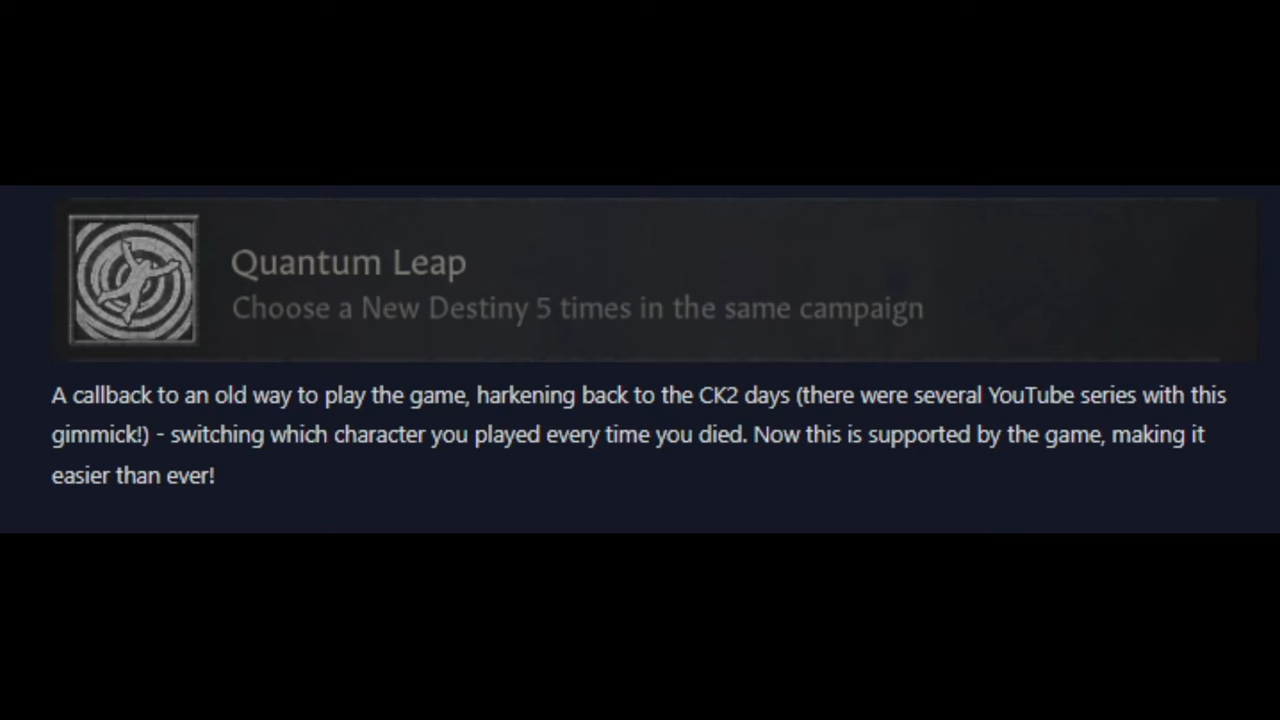 Quantum Leap
Choose a New Destiny 5 times in the same campaign
A callback to an old way to play the game, harkening back to the CK2 days (there were several YouTube series with this
gimmick!) - switching which character you played every time you died. Now this is supported by the game, making it
easier than ever!